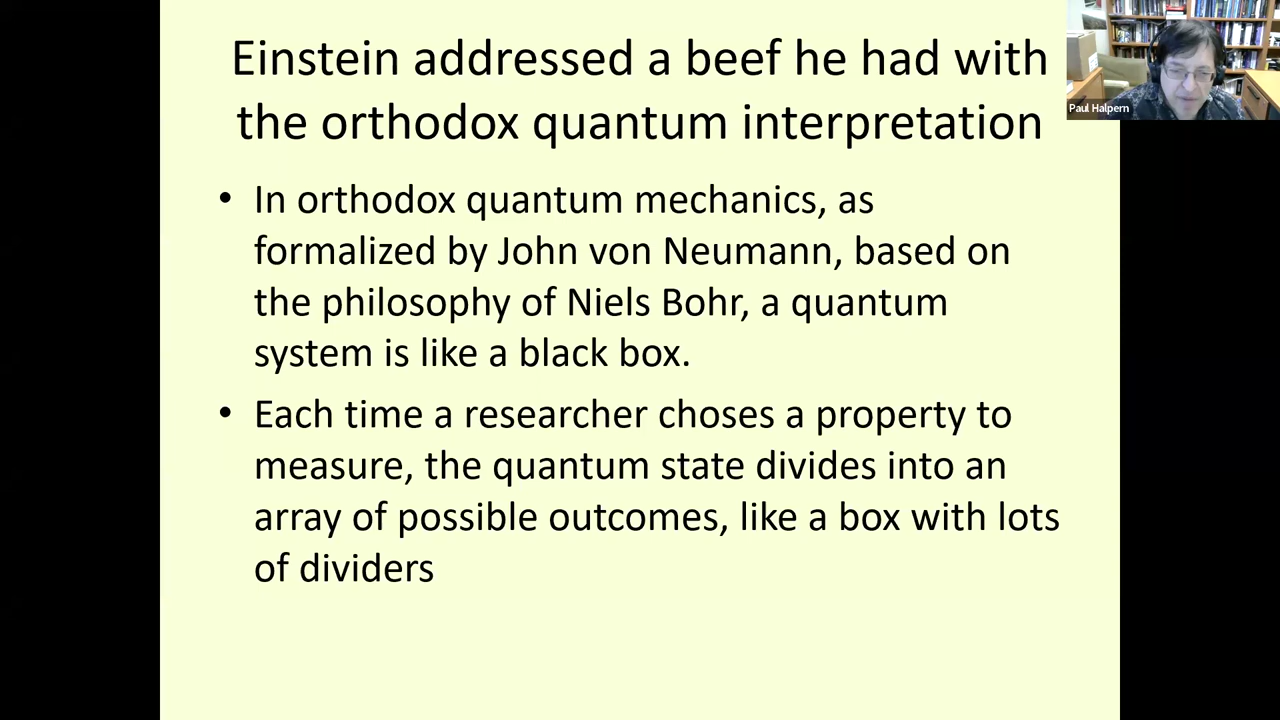 Einstein addressed a beef he had with
the orthodox quantum interpretation
Paul Halpern
• In orthodox quantum mechanics, as
formalized by John von Neumann, based on
the philosophy of Niels Bohr, a quantum
system is like a black box.
• Each time a researcher choses a property to
measure, the quantum state divides into an
array of possible outcomes, like a box with lots
of dividers